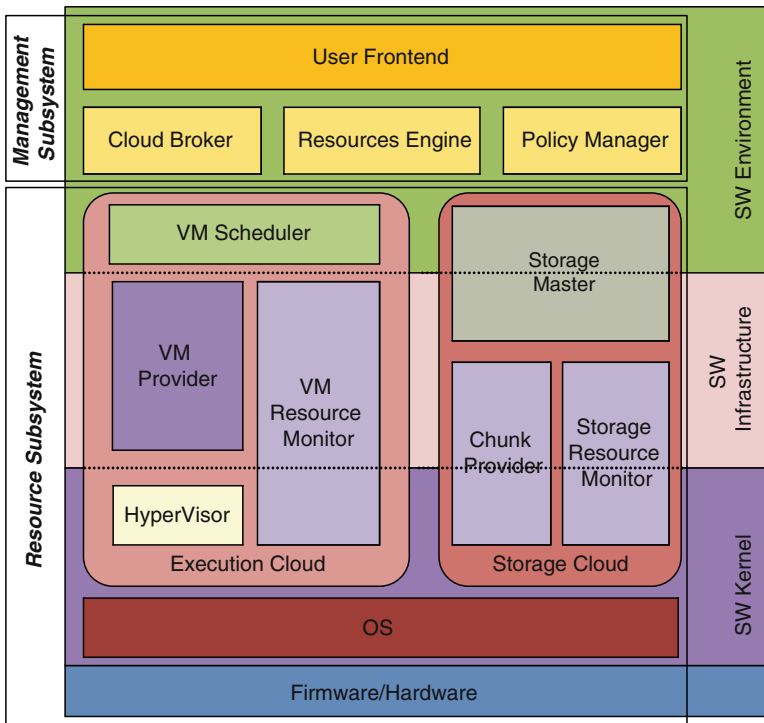 Management
Subsystem
User Frontend
Cloud Broker
Resources Engine
Policy Manager
SW Environment
Resource Subsystem
VM Scheduler
VM
Provider
VM
Resource
Monitor
HyperVisor
Execution Cloud
Storage
Master
Chunk
Provider
Storage
Resource
Monitor
Storage Cloud
SW
Infrastructure
SW Kernel
OS
Firmware/Hardware